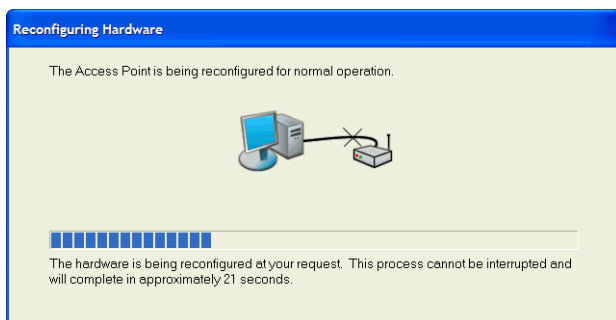 Reconfiguring Hardware
The Access Point is being reconfigured for normal operation.
The hardware is being reconfigured at your request. This process cannot be interrupted and
will complete in approximately 21 seconds.